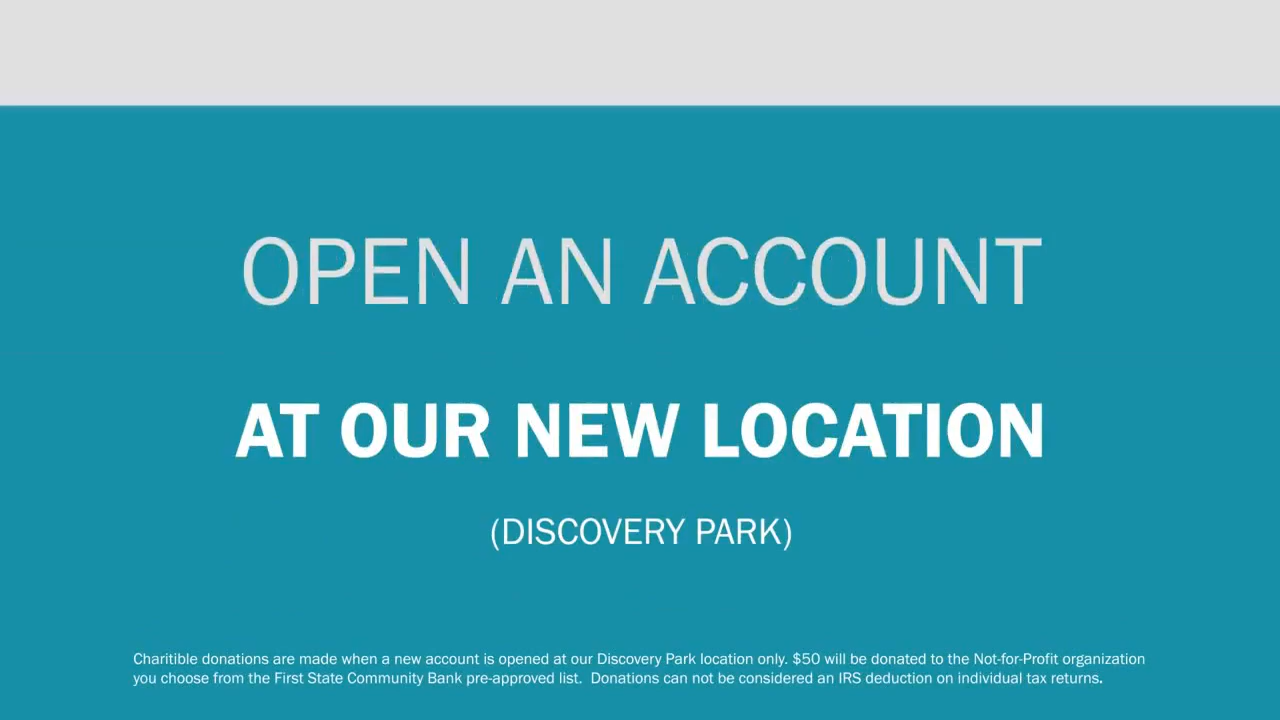 OPEN AN ACCOUNT
AT OUR NEW LOCATION
(DISCOVERY PARK)
Charitible donations are made when a new account is opened at our Discovery Park location only. $50 will be donated to the Not-for-Profit organization
you choose from the First State Community Bank pre-approved list.  Donations can not be considered an IRS deduction on individual tax returns.